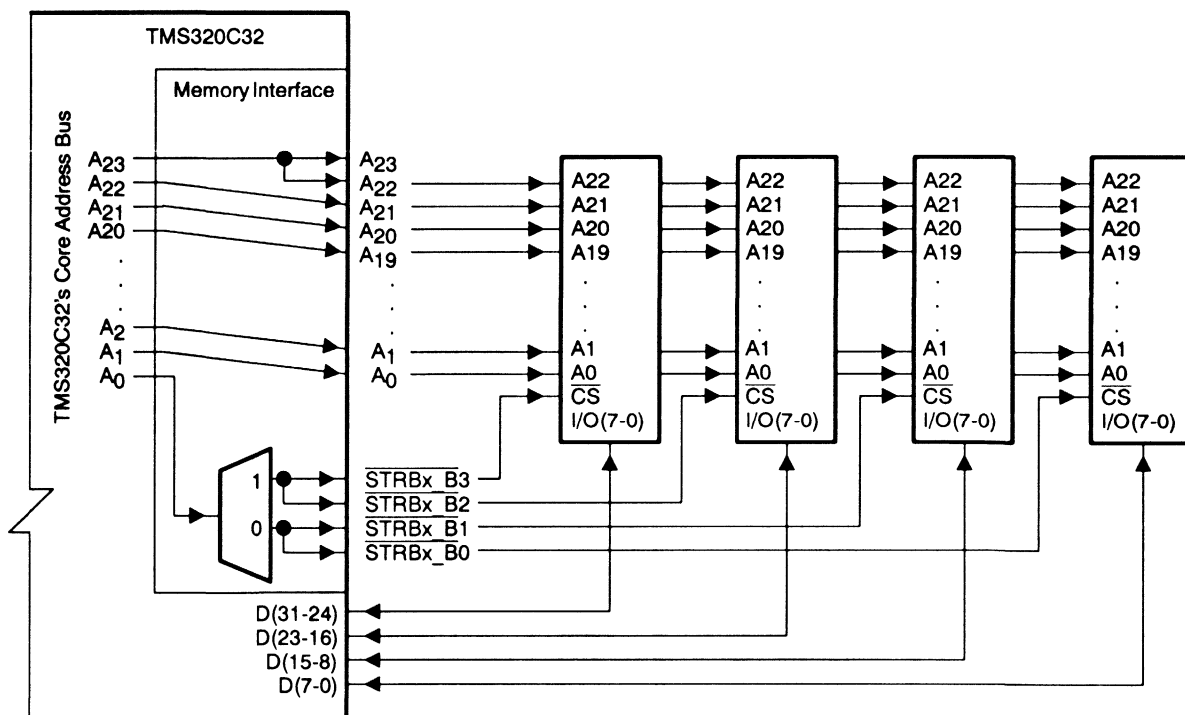 TMS320C32
Memory Interface
TMS320C32's Core Address Bus
A23
A22
A21
A20
.
.
.
A2
A1
A0
A23
A22
A21
A20
A19
.
.
.
A1
A0
1
0
STRBx_B3
STRBx_B2
STRBx_B1
STRBx_B0
D(31-24)
D(23-16)
D(15-8)
D(7-0)
A22
A21
A20
A19
.
.
.
A1
A0
CS
I/O(7-0)
A22
A21
A20
A19
.
.
.
A1
A0
CS
I/O(7-0)
A22
A21
A20
A19
.
.
.
A1
A0
CS
I/O(7-0)
A22
A21
A20
A19
.
.
.
A1
A0
CS
I/O(7-0)